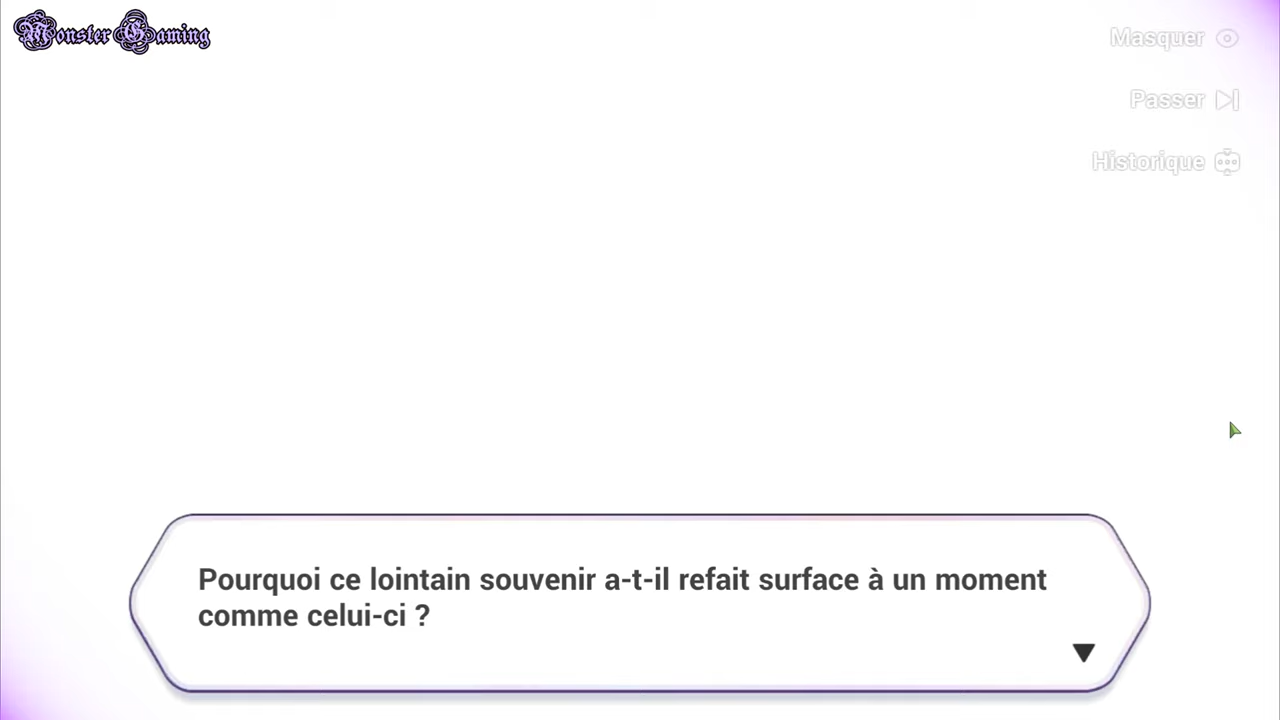 Monster Gaming
Masquer
Passer
Historique
Pourquoi ce lointain souvenir a-t-il refait surface à un moment
comme celui-ci ?